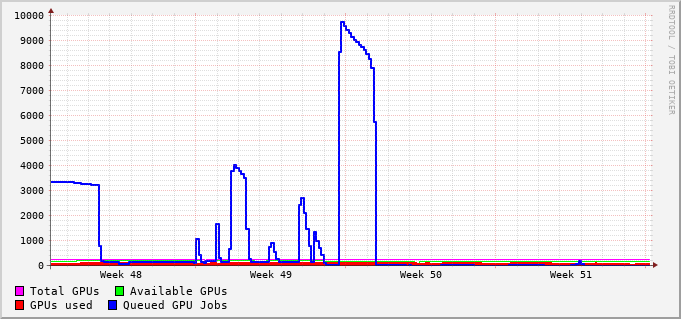 10000
9000
8000
7000
6000
5000
4000
3000
2000
1000
0
Week 48 Week 49 Week 50 Week 51
Total GPUs Available GPUs
GPUs used Queued GPU Jobs
RRDTOOL / TOBI OETIKER